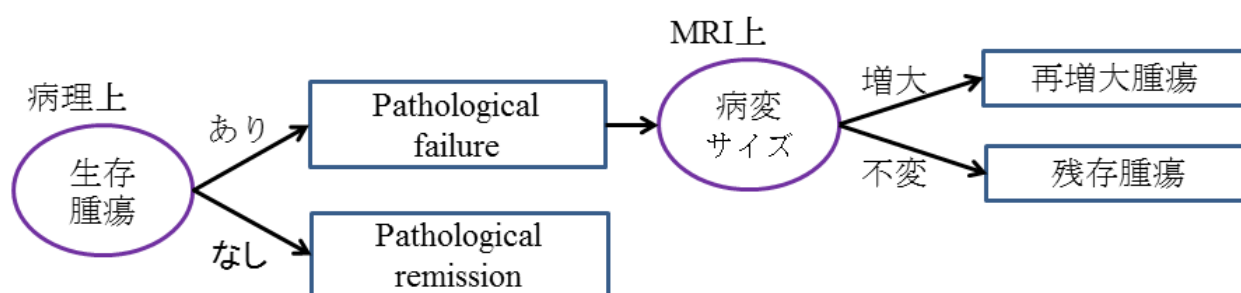 病理上
生存
腫瘍
あり
なし
Pathological
failure
Pathological
remission
MRI上
病変
サイズ
増大
不変
再増大腫瘍
残存腫瘍